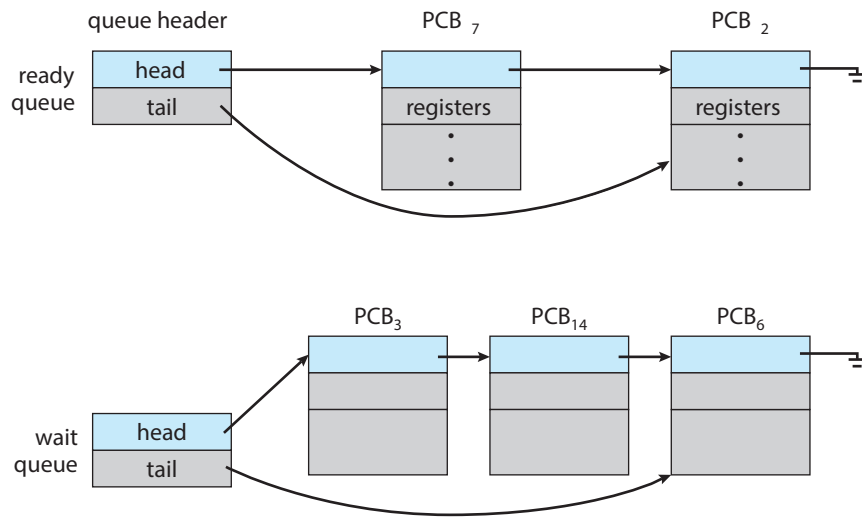 queue header PCB 7 PCB 2
ready queue
head
tail
registers
registers
PCB3 PCB14 PCB6
wait queue
head
tail